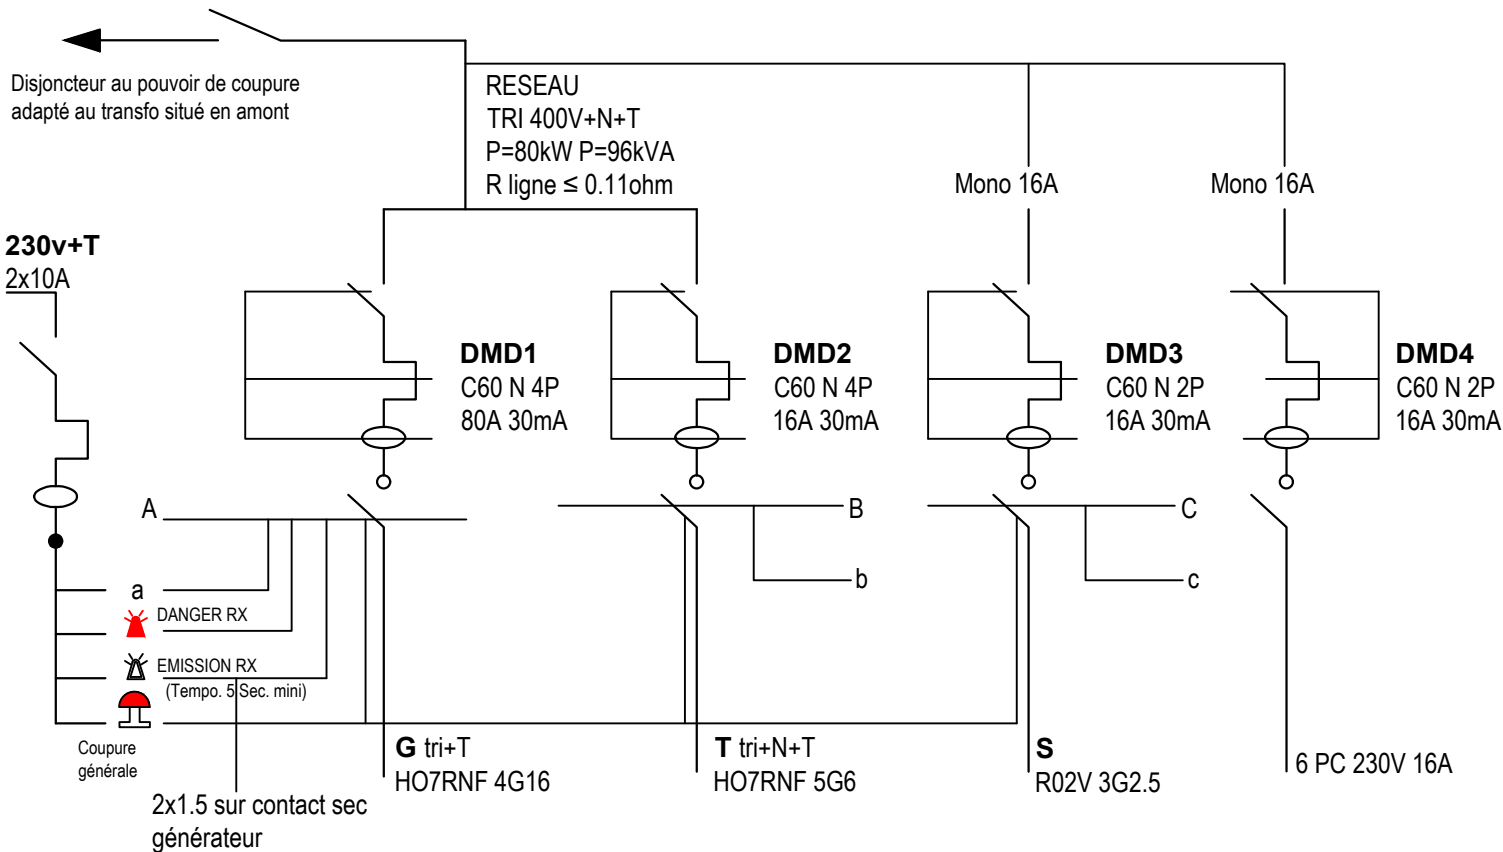 Disjoncteur au pouvoir de coupure
adapté au transfo situé en amont
RESEAU
TRI 400V+N+T
P=80kW P=96kVA
R ligne ≤ 0.11ohm
Mono 16A
Mono 16A
230v+T
2x10A
DMD1
C60 N 4P
80A 30mA
DMD2
C60 N 4P
16A 30mA
DMD3
C60 N 2P
16A 30mA
DMD4
C60 N 2P
16A 30mA
A
B
C
a
b
c
DANGER RX
EMISSION RX
(Tempo. 5 Sec. mini)
Coupure
générale
G tri+T
HO7RNF 4G16
T tri+N+T
HO7RNF 5G6
S
R02V 3G2.5
6 PC 230V 16A
2x1.5 sur contact sec
générateur